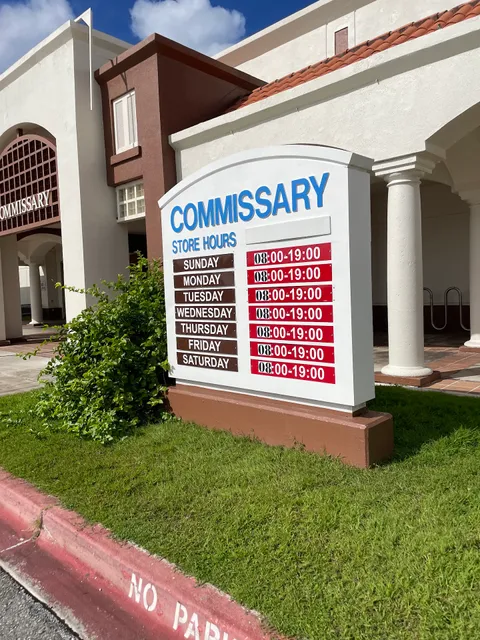 COMMISSARY
COMMISSARY
STORE HOURS
SUNDAY 08:00-19:00
MONDAY 08:00-19:00
TUESDAY 08:00-19:00
WEDNESDAY 08:00-19:00
THURSDAY 08:00-19:00
FRIDAY 08:00-19:00
SATURDAY 08:00-19:00
NO PAR